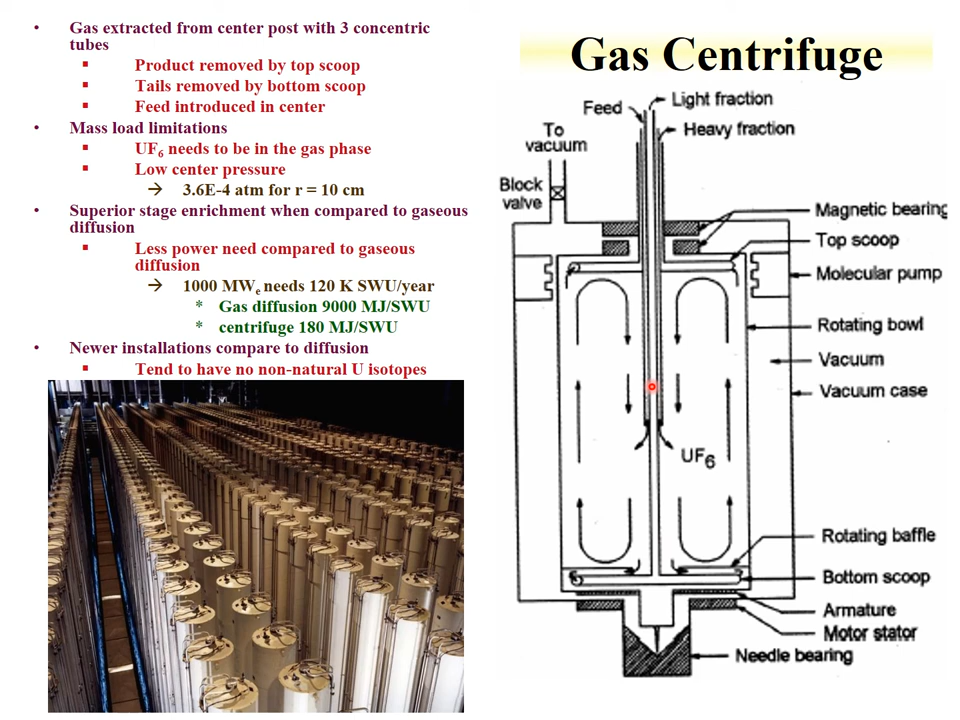 • Gas extracted from center post with 3 concentric
tubes
▪ Product removed by top scoop
▪ Tails removed by bottom scoop
▪ Feed introduced in center
• Mass load limitations
▪ UF₆ needs to be in the gas phase
▪ Low center pressure
→ 3.6E-4 atm for r = 10 cm
• Superior stage enrichment when compared to gaseous
diffusion
▪ Less power need compared to gaseous
diffusion
→ 1000 MWₑ needs 120 K SWU/year
* Gas diffusion 9000 MJ/SWU
* centrifuge 180 MJ/SWU
• Newer installations compare to diffusion
▪ Tend to have no non-natural U isotopes
Gas Centrifuge
Feed
Light fraction
Heavy fraction
To
vacuum
Block
valve
Magnetic bearing
Top scoop
Molecular pump
Rotating bowl
Vacuum
Vacuum case
UF₆
Rotating baffle
Bottom scoop
Armature
Motor stator
Needle bearing